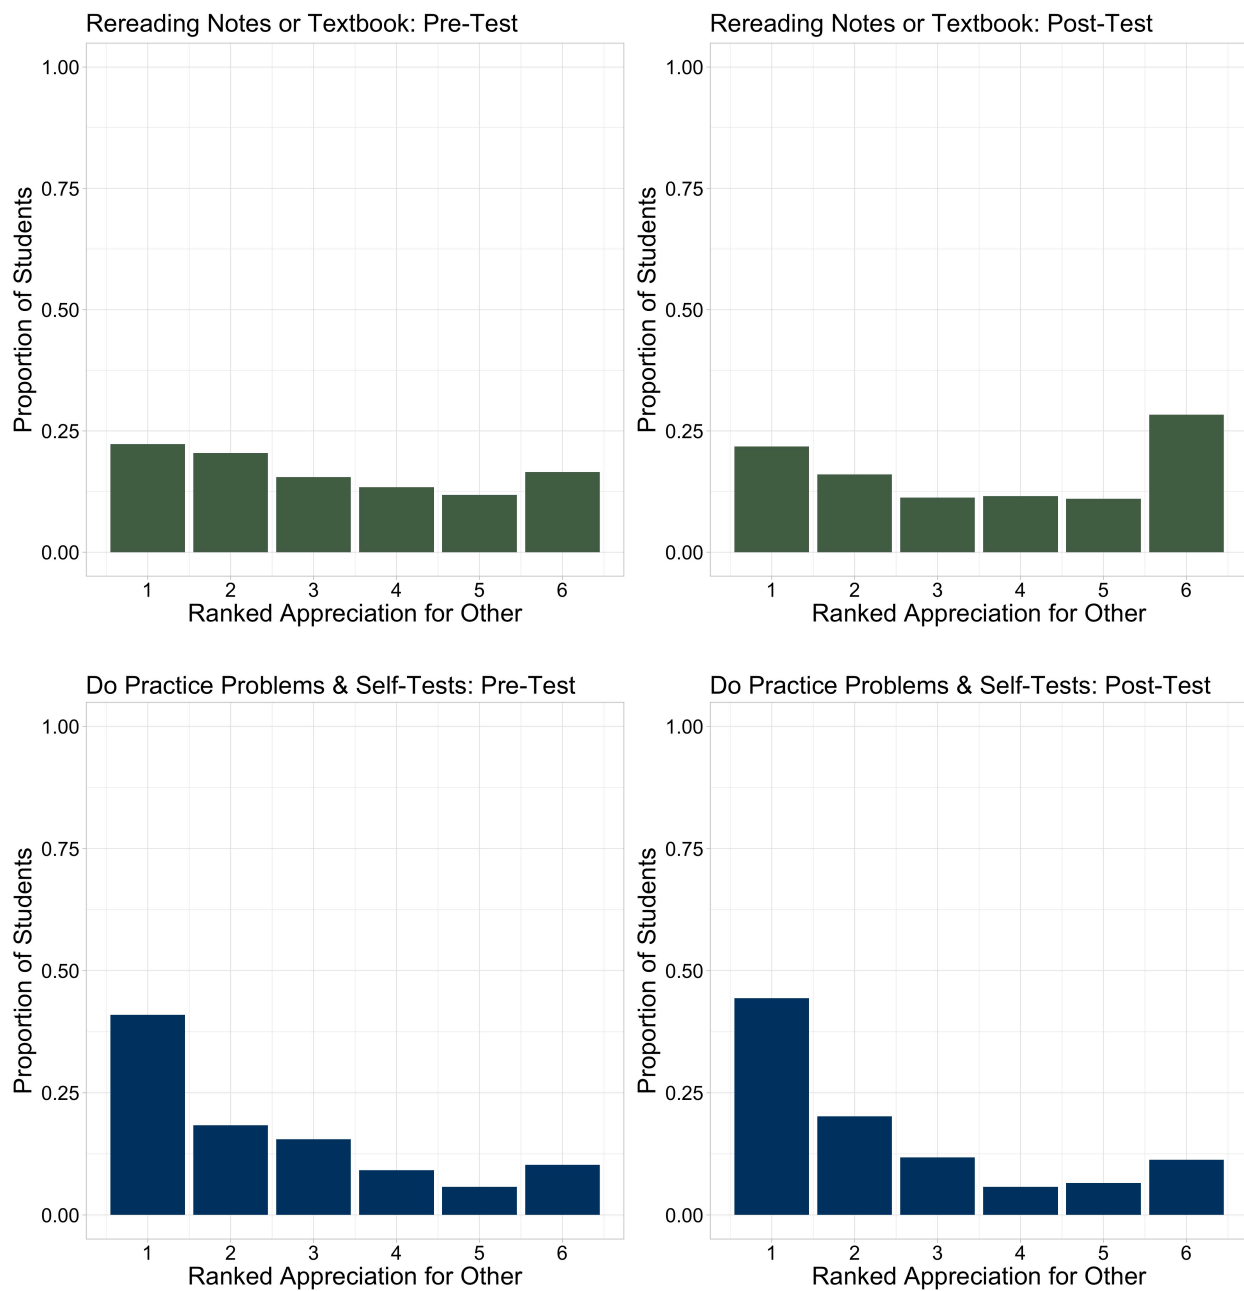 Rereading Notes or Textbook: Pre-Test
1.00
0.75
0.50
0.25
0.00
Proportion of Students
1 2 3 4 5 6
Ranked Appreciation for Other
Rereading Notes or Textbook: Post-Test
1.00
0.75
0.50
0.25
0.00
Proportion of Students
1 2 3 4 5 6
Ranked Appreciation for Other
Do Practice Problems & Self-Tests: Pre-Test
1.00
0.75
0.50
0.25
0.00
Proportion of Students
1 2 3 4 5 6
Ranked Appreciation for Other
Do Practice Problems & Self-Tests: Post-Test
1.00
0.75
0.50
0.25
0.00
Proportion of Students
1 2 3 4 5 6
Ranked Appreciation for Other